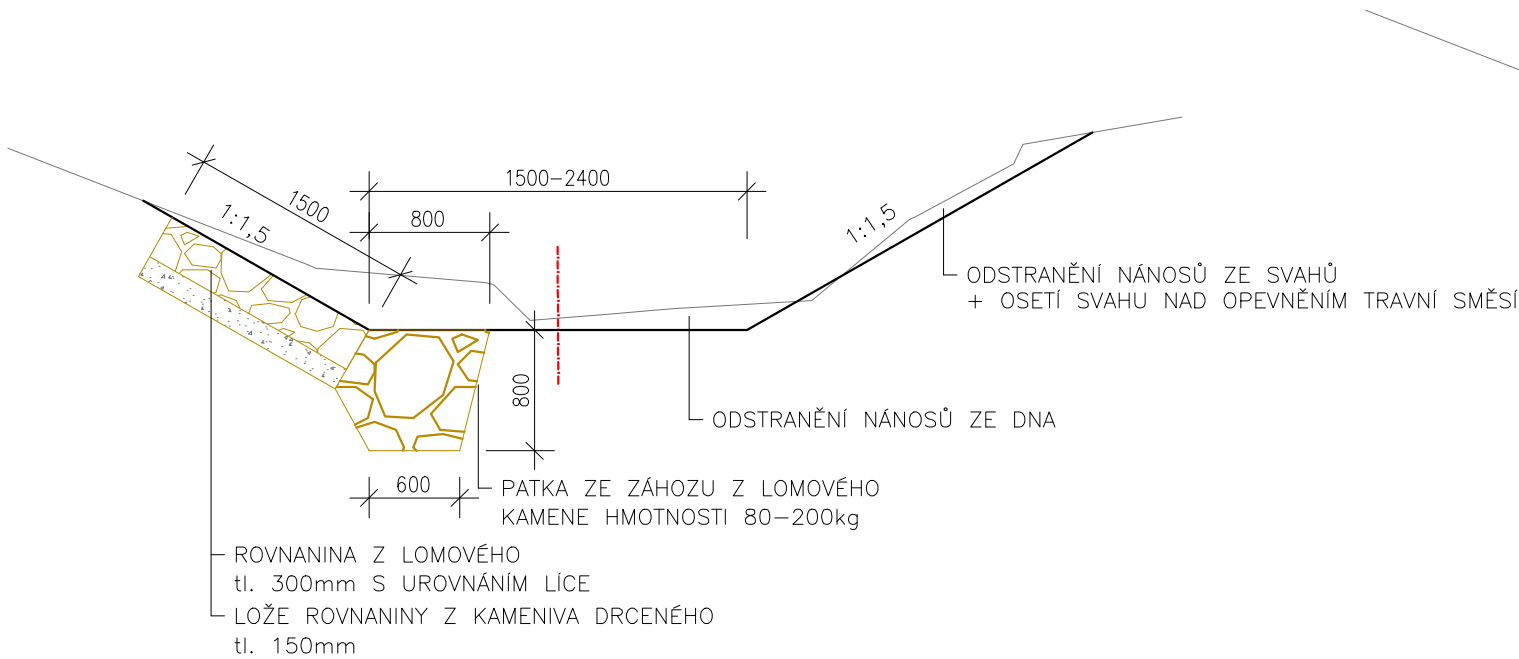 1500-2400
1500
800
1:1,5
1:1,5
ODSTRANĚNÍ NÁNOSŮ ZE SVAHŮ
+ OSETÍ SVAHU NAD OPEVNĚNÍM TRAVNÍ SMĚSÍ
800
ODSTRANĚNÍ NÁNOSŮ ZE DNA
600
PATKA ZE ZÁHOZU Z LOMOVÉHO
KAMENE HMOTNOSTI 80-200kg
ROVNANINA Z LOMOVÉHO
tl. 300mm S UROVNÁNÍM LÍCE
LOŽE ROVNANINY Z KAMENIVA DRCENÉHO
tl. 150mm